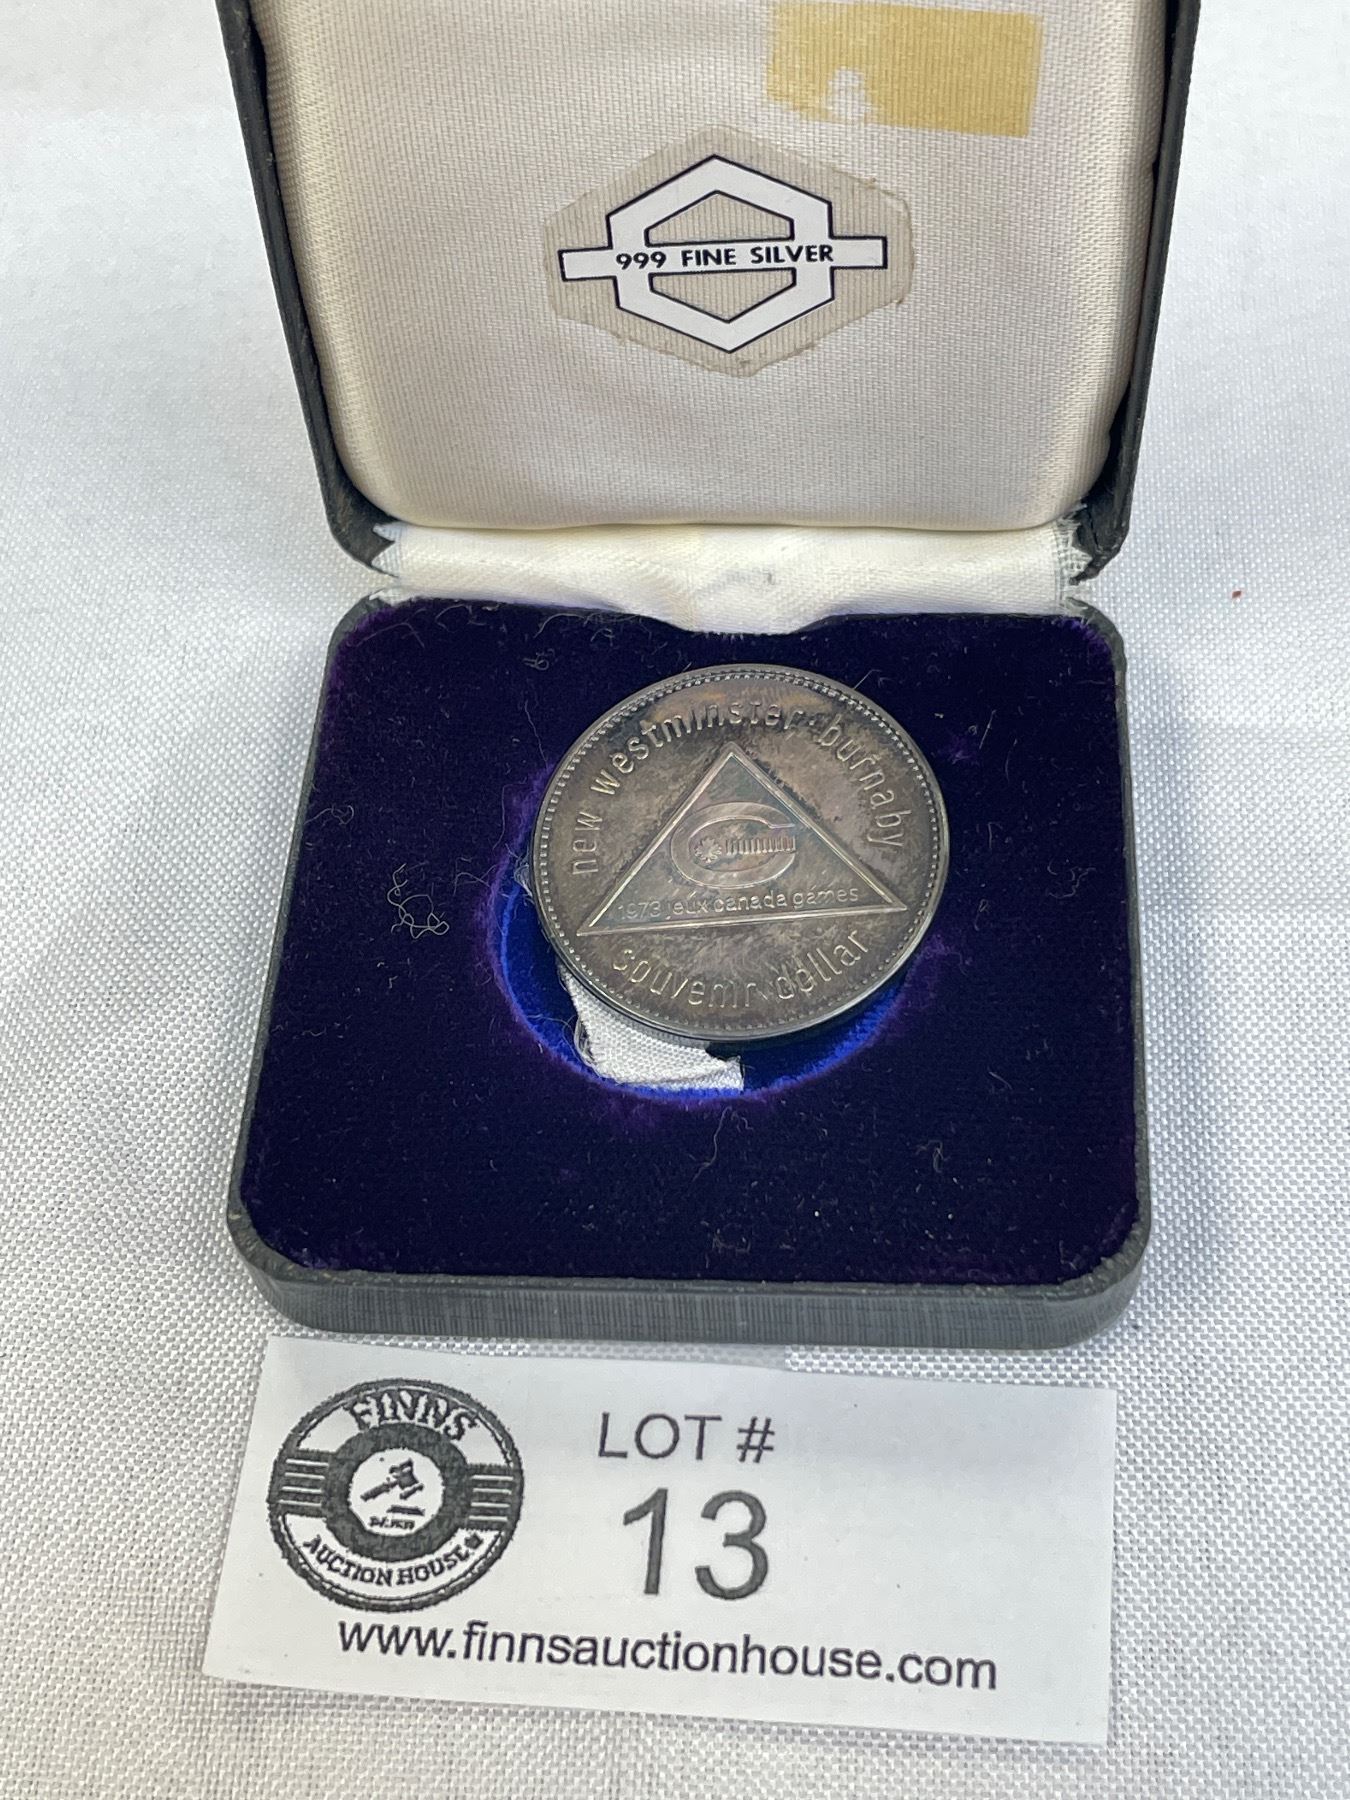 999 FINE SILVER
new westminster · burnaby
1973 jeux canada games
souvenir dollar
FINNS
AUCTION HOUSE
LOT #
13
www.finnsauctionhouse.com